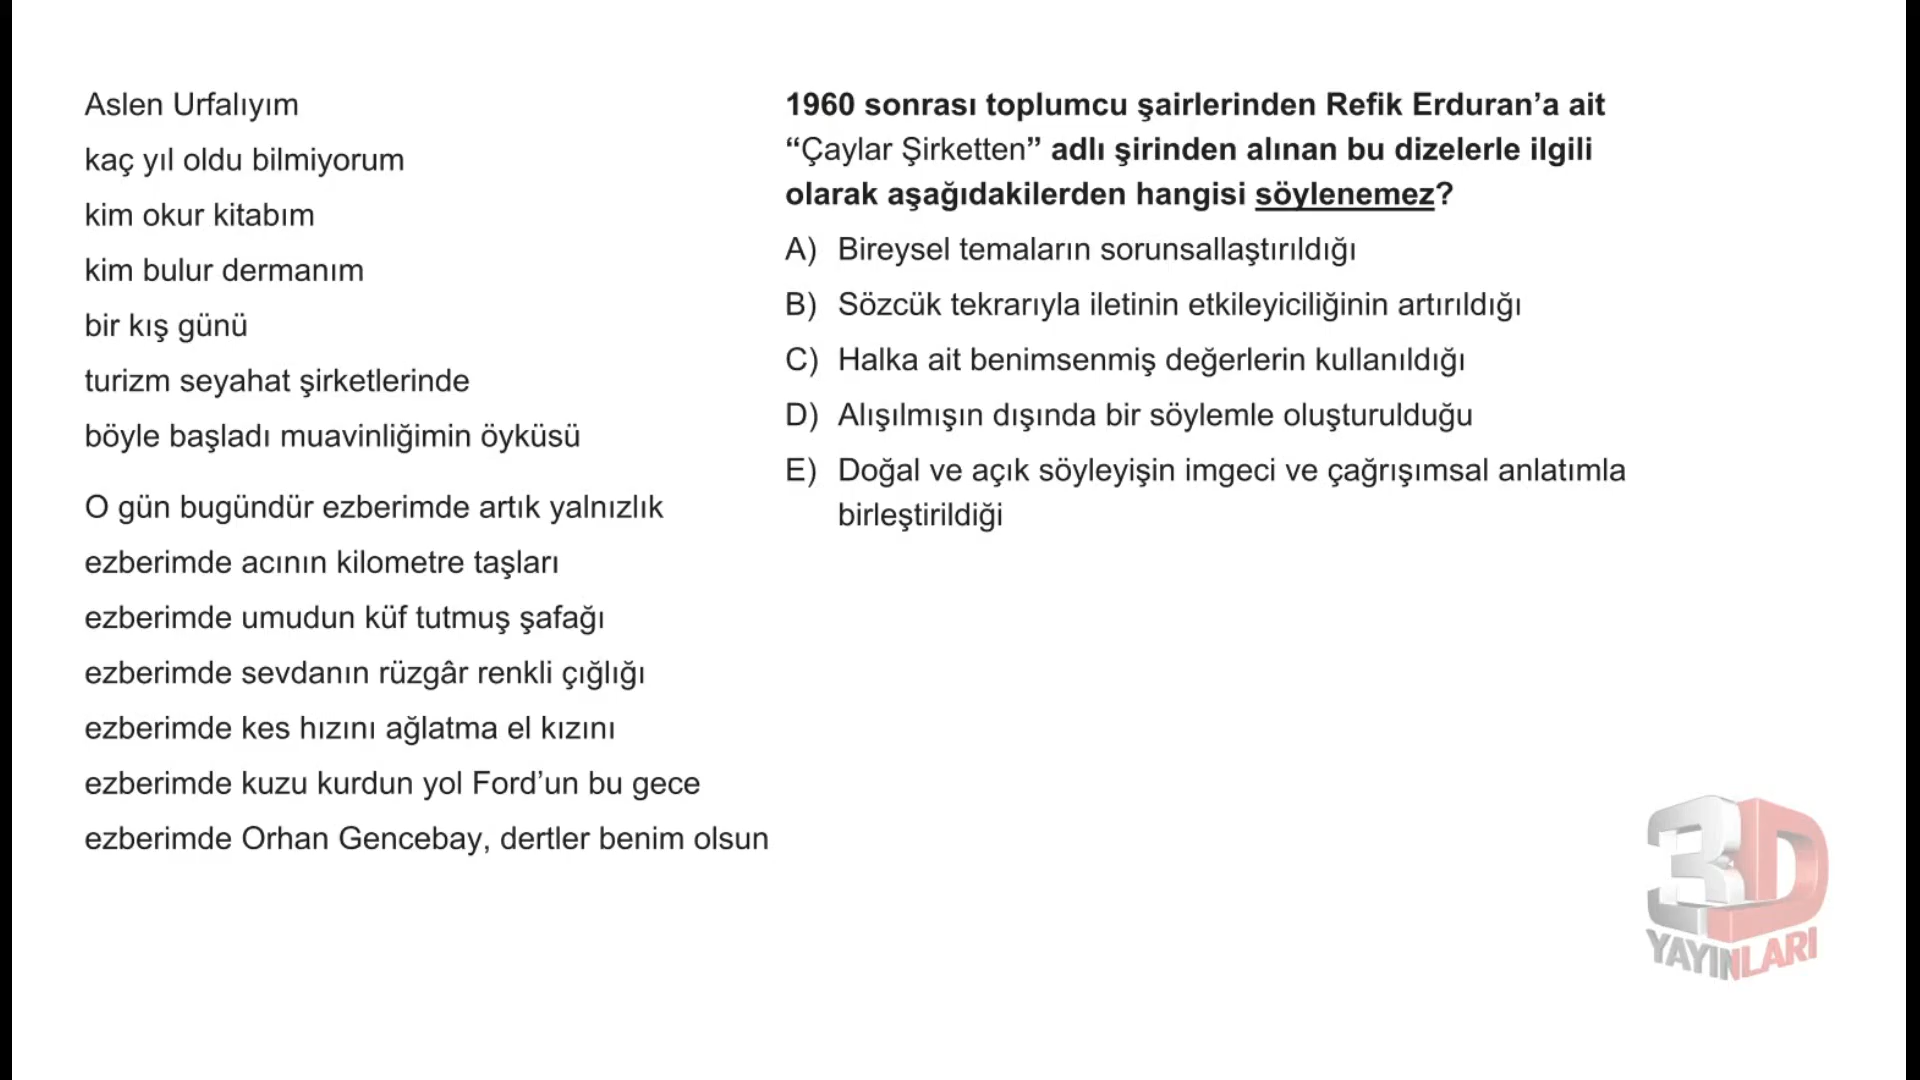 Aslen Urfalıyım
kaç yıl oldu bilmiyorum
kim okur kitabım
kim bulur dermanım
bir kış günü
turizm seyahat şirketlerinde
böyle başladı muavinliğimin öyküsü
O gün bugündür ezberimde artık yalnızlık
ezberimde acının kilometre taşları
ezberimde umudun küf tutmuş şafağı
ezberimde sevdanın rüzgâr renkli çığlığı
ezberimde kes hızını ağlatma el kızını
ezberimde kuzu kurdun yol Ford’un bu gece
ezberimde Orhan Gencebay, dertler benim olsun
1960 sonrası toplumcu şairlerinden Refik Erduran’a ait
“Çaylar Şirketten” adlı şirinden alınan bu dizelerle ilgili
olarak aşağıdakilerden hangisi söylenemez?
A) Bireysel temaların sorunsallaştırıldığı
B) Sözcük tekrarıyla iletinin etkileyiciliğinin artırıldığı
C) Halka ait benimsenmiş değerlerin kullanıldığı
D) Alışılmışın dışında bir söylemle oluşturulduğu
E) Doğal ve açık söyleyişin imgeci ve çağrışımsal anlatımla
birleştirildiği
3D
YAYINLARI